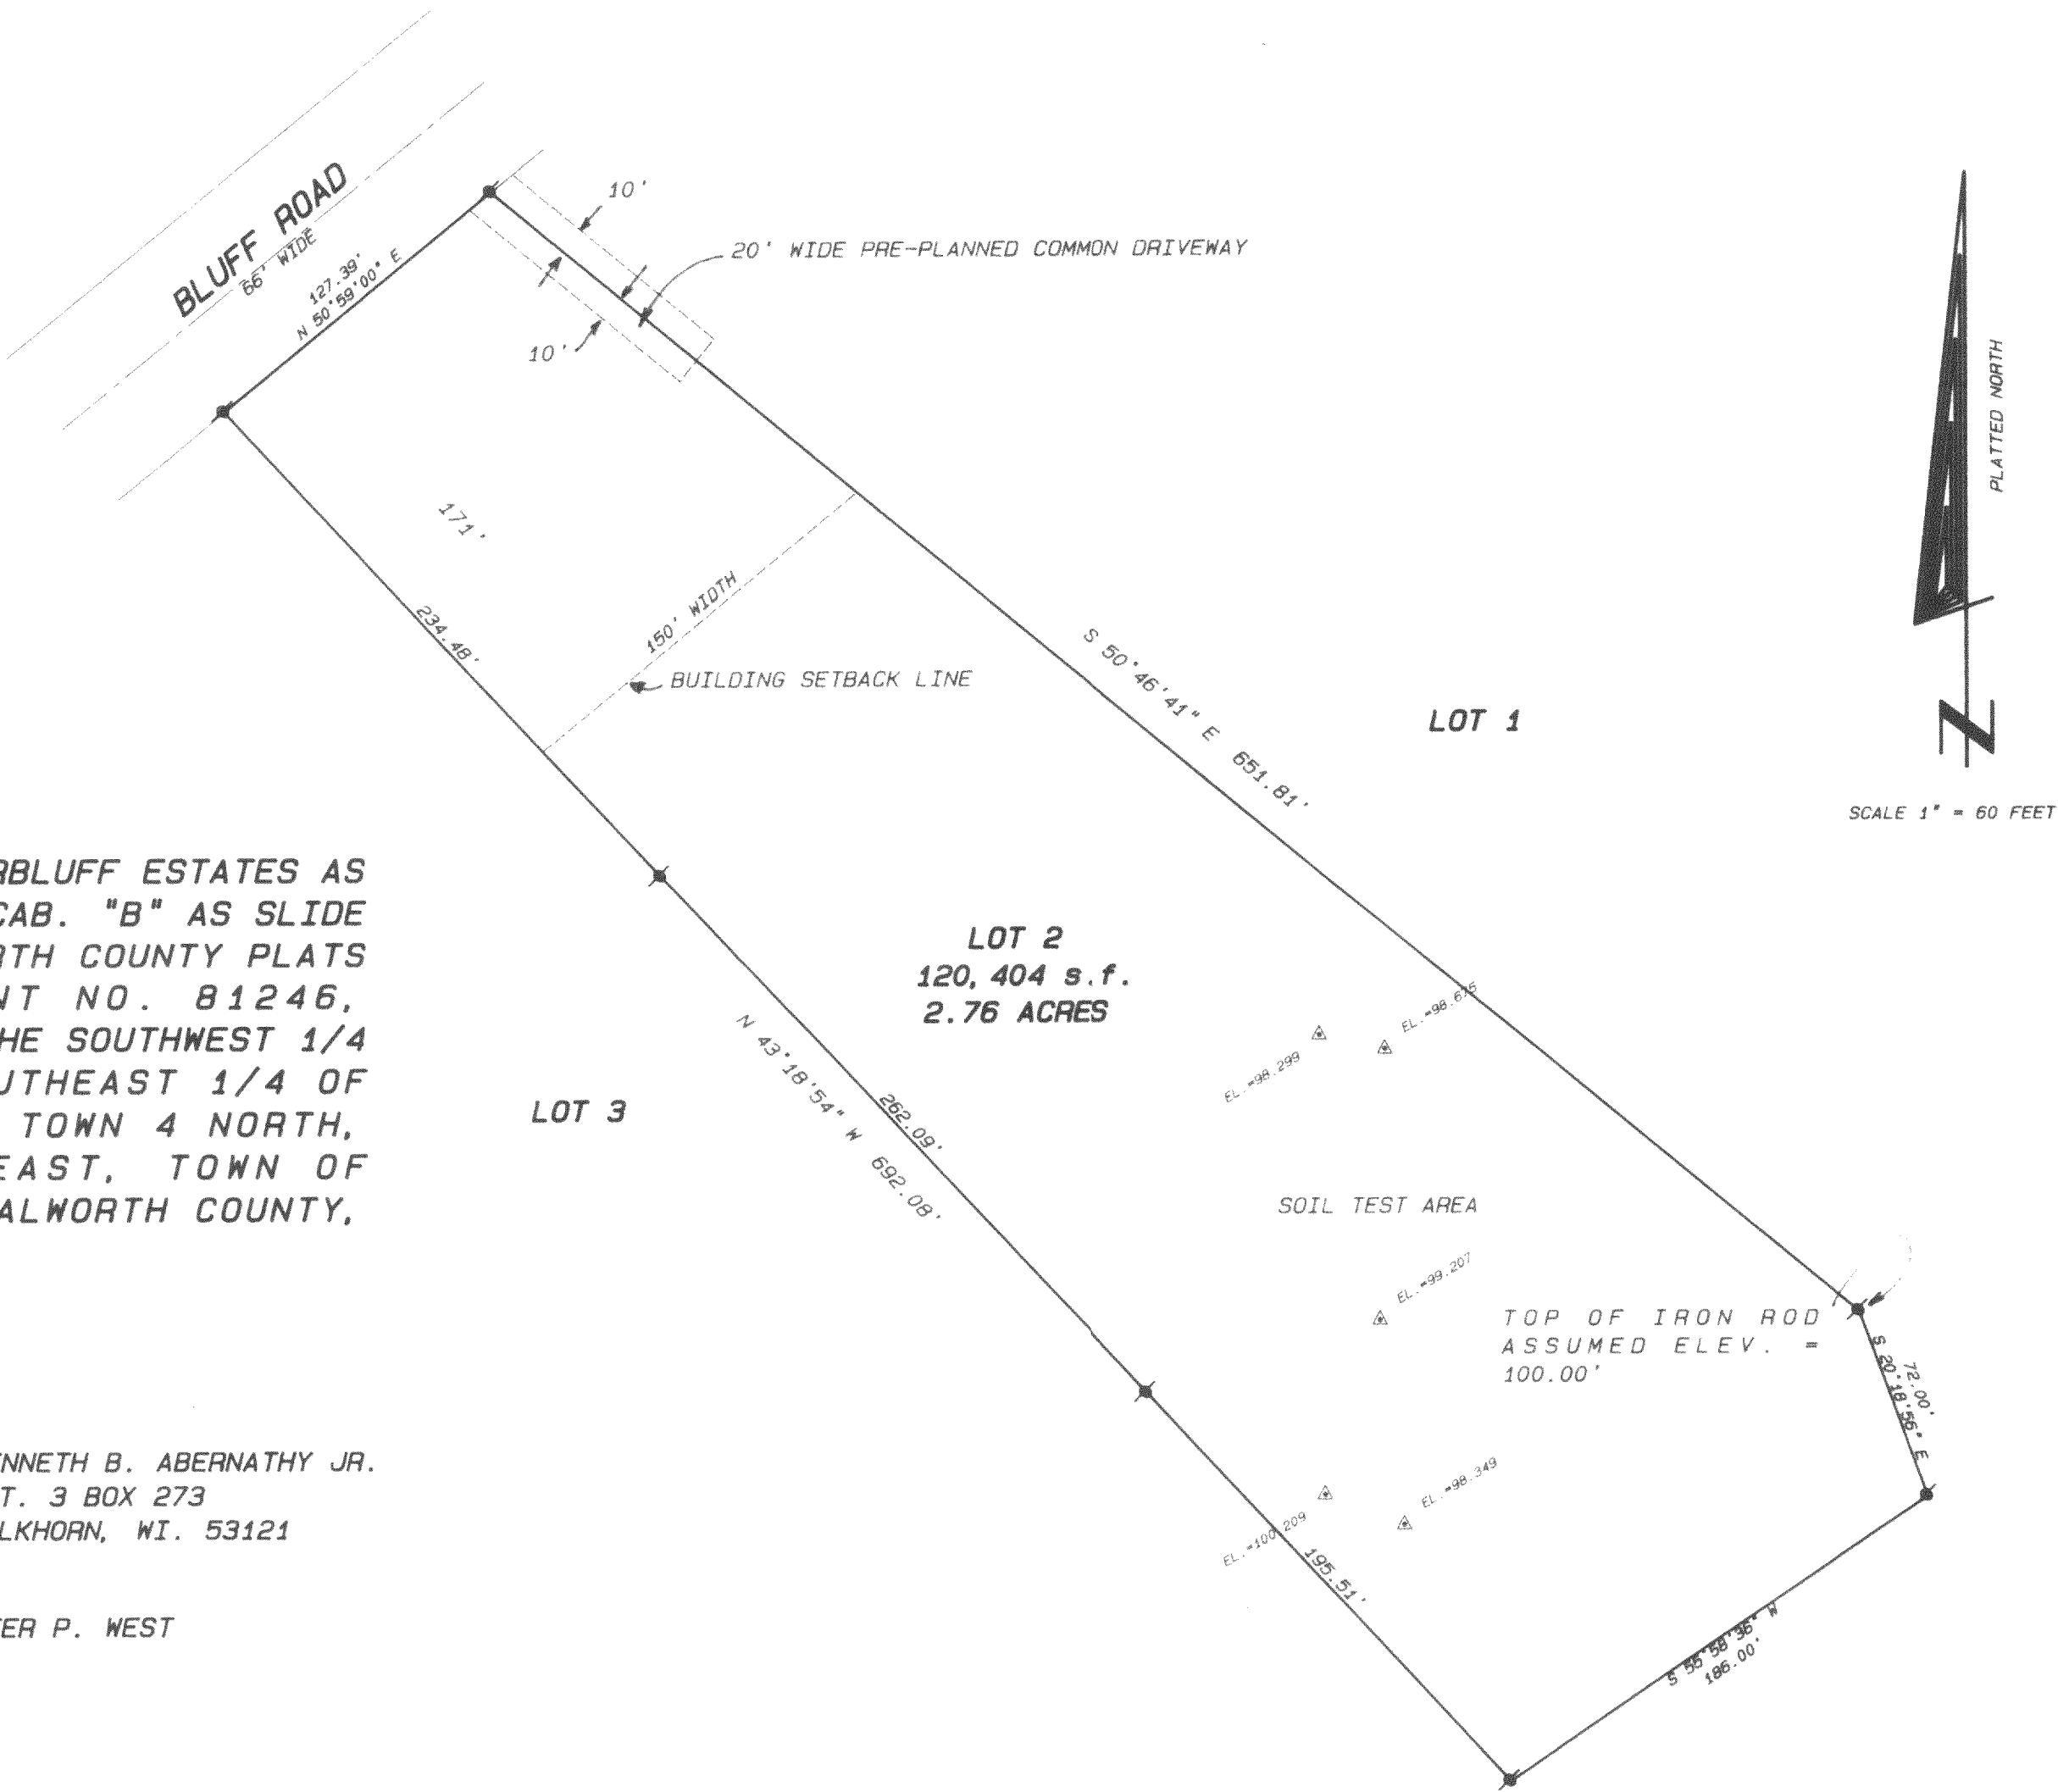 BLUFF ROAD
66' WIDE
127.39'
N 50°59'00" E
10'
20' WIDE PRE-PLANNED COMMON DRIVEWAY
10'
PLATTED NORTH
N
SCALE 1" = 60 FEET
171'
234.48'
150' WIDTH
BUILDING SETBACK LINE
S 50°46'41" E 651.81'
LOT 1
RBLUFF ESTATES AS
CAB. "B" AS SLIDE
RTH COUNTY PLATS
NT NO. 81246,
HE SOUTHWEST 1/4
UTHEAST 1/4 OF
TOWN 4 NORTH,
EAST, TOWN OF
ALWORTH COUNTY,
LOT 2
120,404 s.f.
2.76 ACRES
LOT 3
N 43°18'54" W 692.08'
262.09'
EL.=98.299
EL.=98.675
SOIL TEST AREA
EL.=99.207
TOP OF IRON ROD
ASSUMED ELEV. =
100.00'
72.00'
S 20°18'56" E
EL.=98.349
EL.=100.209
195.51'
S 55°58'36" W
186.00'
ENNETH B. ABERNATHY JR.
T. 3 BOX 273
LKHORN, WI. 53121
TER P. WEST